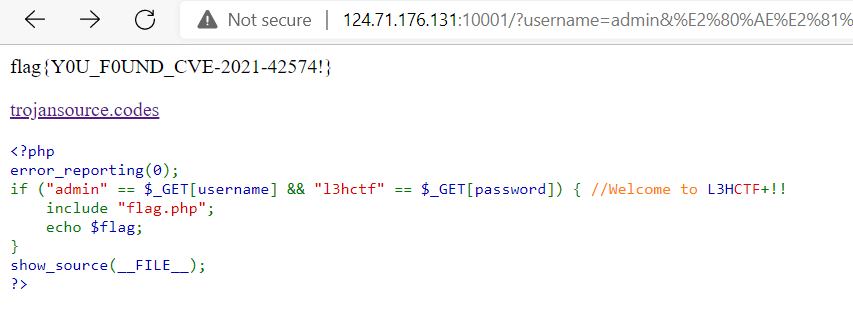 Not secure | 124.71.176.131:10001/?username=admin&%E2%80%AE%E2%81%
flag{Y0U_F0UND_CVE-2021-42574!}
trojansource.codes
<?php
error_reporting(0);
if ("admin" == $_GET[username] && "l3hctf" == $_GET[password]) { //Welcome to L3HCTF+!!
    include "flag.php";
    echo $flag;
}
show_source(__FILE__);
?>